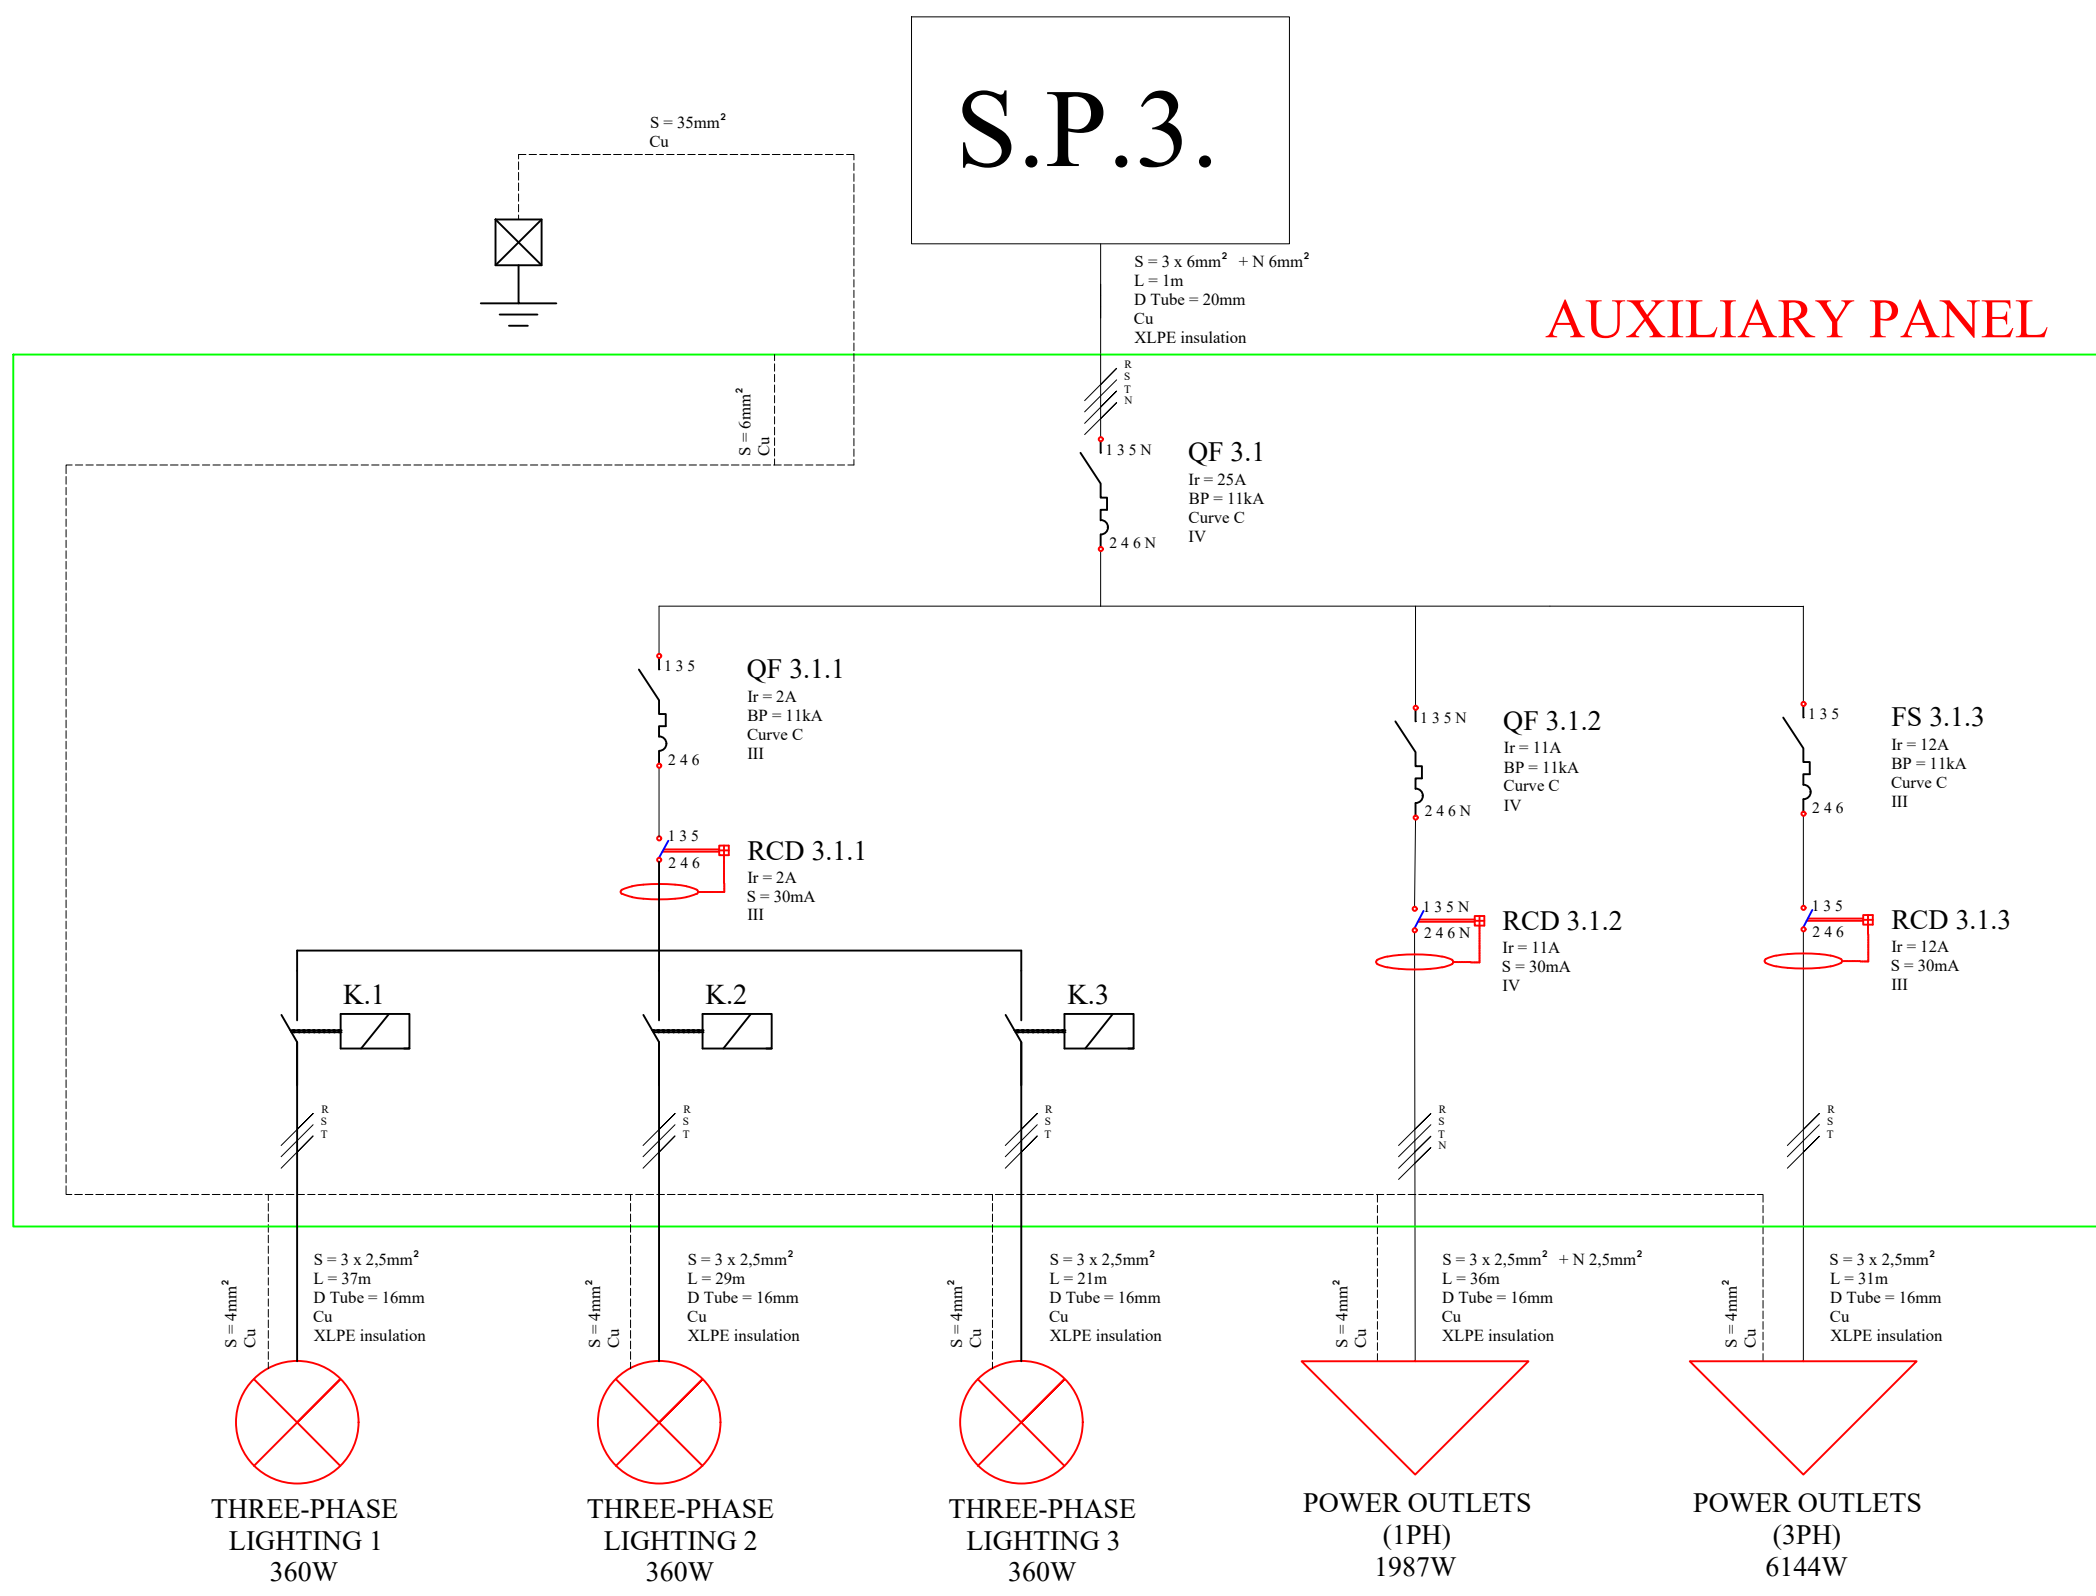 S.P.3.
S = 35mm²
Cu
S = 3 x 6mm² + N 6mm²
L = 1m
D Tube = 20mm
Cu
XLPE insulation
AUXILIARY PANEL
R
S
T
N
S = 6mm²
Cu
1 3 5 N
2 4 6 N
QF 3.1
Ir = 25A
BP = 11kA
Curve C
IV
1 3 5
2 4 6
QF 3.1.1
Ir = 2A
BP = 11kA
Curve C
III
1 3 5 N
2 4 6 N
QF 3.1.2
Ir = 11A
BP = 11kA
Curve C
IV
1 3 5
2 4 6
FS 3.1.3
Ir = 12A
BP = 11kA
Curve C
III
1 3 5
2 4 6
RCD 3.1.1
Ir = 2A
S = 30mA
III
1 3 5 N
2 4 6 N
RCD 3.1.2
Ir = 11A
S = 30mA
IV
1 3 5
2 4 6
RCD 3.1.3
Ir = 12A
S = 30mA
III
K.1
K.2
K.3
R
S
T
R
S
T
R
S
T
R
S
T
N
R
S
T
S = 4mm²
Cu
S = 3 x 2,5mm²
L = 37m
D Tube = 16mm
Cu
XLPE insulation
S = 4mm²
Cu
S = 3 x 2,5mm²
L = 29m
D Tube = 16mm
Cu
XLPE insulation
S = 4mm²
Cu
S = 3 x 2,5mm²
L = 21m
D Tube = 16mm
Cu
XLPE insulation
S = 4mm²
Cu
S = 3 x 2,5mm² + N 2,5mm²
L = 36m
D Tube = 16mm
Cu
XLPE insulation
S = 4mm²
Cu
S = 3 x 2,5mm²
L = 31m
D Tube = 16mm
Cu
XLPE insulation
THREE-PHASE
LIGHTING 1
360W
THREE-PHASE
LIGHTING 2
360W
THREE-PHASE
LIGHTING 3
360W
POWER OUTLETS
(1PH)
1987W
POWER OUTLETS
(3PH)
6144W